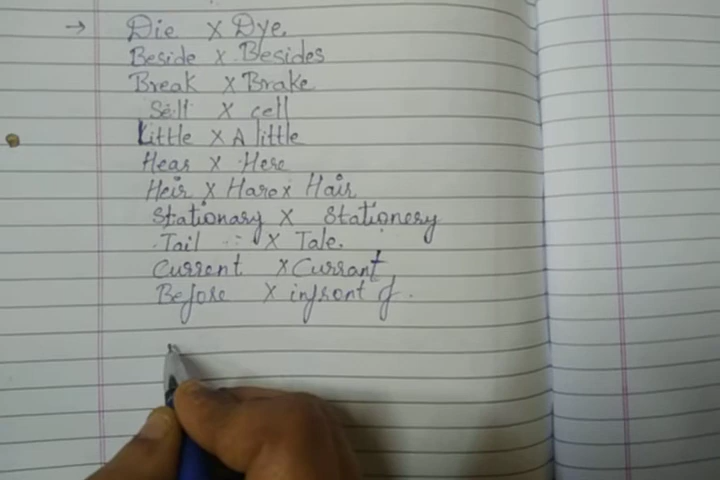 → Die X Dye
Beside X Besides
Break X Brake
Sell X cell
Little X A little
Hear X Here
Heir X Hare X Hair
Stationary X Stationery
Tail X Tale.
Current X Currant
Before X infront of.